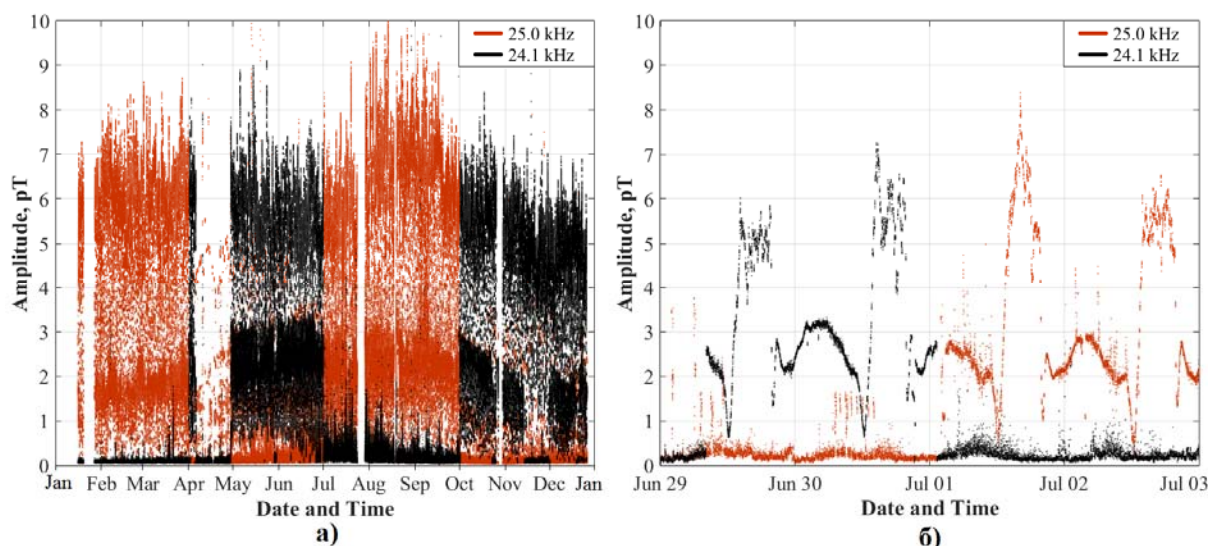 10
9
8
7
6
5
4
3
2
1
0
Amplitude, pT
25.0 kHz
24.1 kHz
Jan Feb Mar Apr May Jun Jul Aug Sep Oct Nov Dec Jan
Date and Time
а)
10
9
8
7
6
5
4
3
2
1
0
Amplitude, pT
25.0 kHz
24.1 kHz
Jun 29 Jun 30 Jul 01 Jul 02 Jul 03
Date and Time
б)